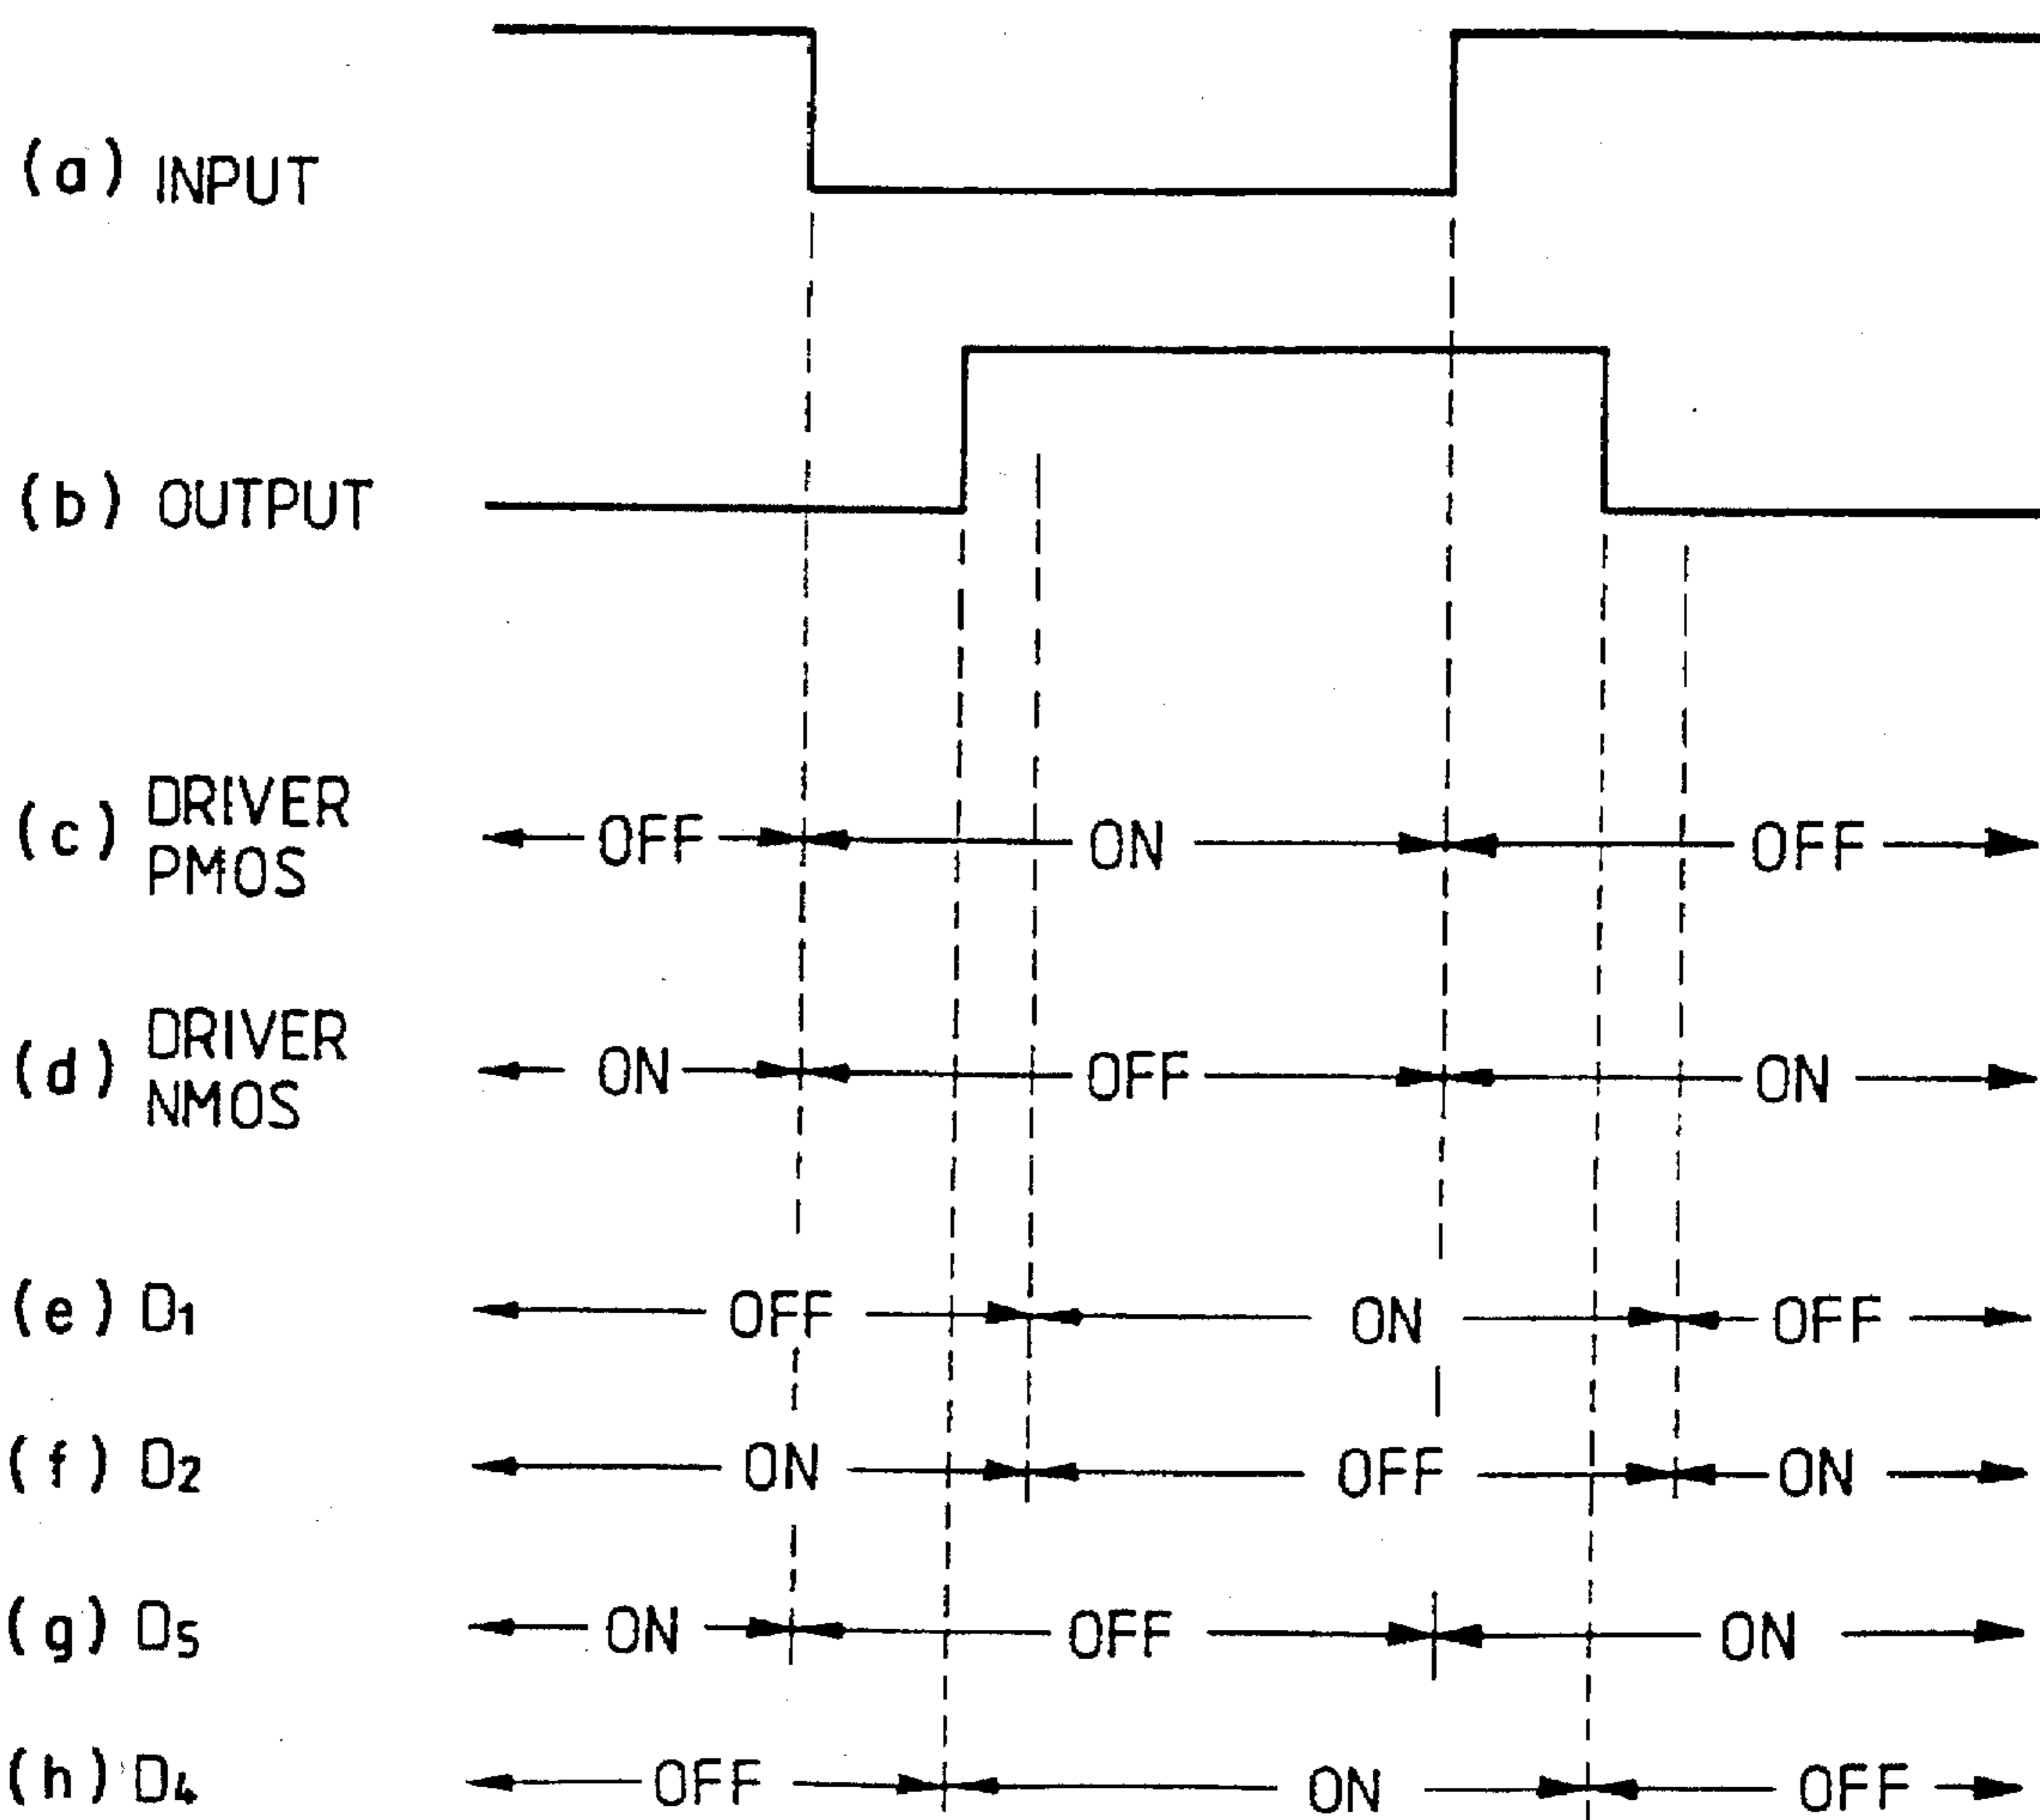 (a) INPUT
(b) OUTPUT
(c) DRIVER
PMOS
OFF ON OFF
(d) DRIVER
NMOS
ON OFF ON
(e) D1
OFF ON OFF
(f) D2
ON OFF ON
(g) D5
ON OFF ON
(h) D4
OFF ON OFF